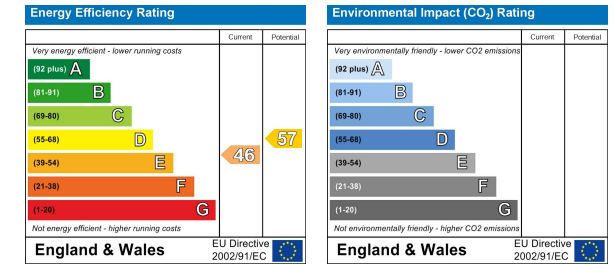 Energy Efficiency Rating
Current Potential
Very energy efficient - lower running costs
(92 plus) A
(81-91) B
(69-80) C
(55-68) D
(39-54) E
(21-38) F
(1-20) G
46
57
Not energy efficient - higher running costs
England & Wales
EU Directive
2002/91/EC
Environmental Impact (CO2) Rating
Current Potential
Very environmentally friendly - lower CO2 emissions
(92 plus) A
(81-91) B
(69-80) C
(55-68) D
(39-54) E
(21-38) F
(1-20) G
Not environmentally friendly - higher CO2 emissions
England & Wales
EU Directive
2002/91/EC